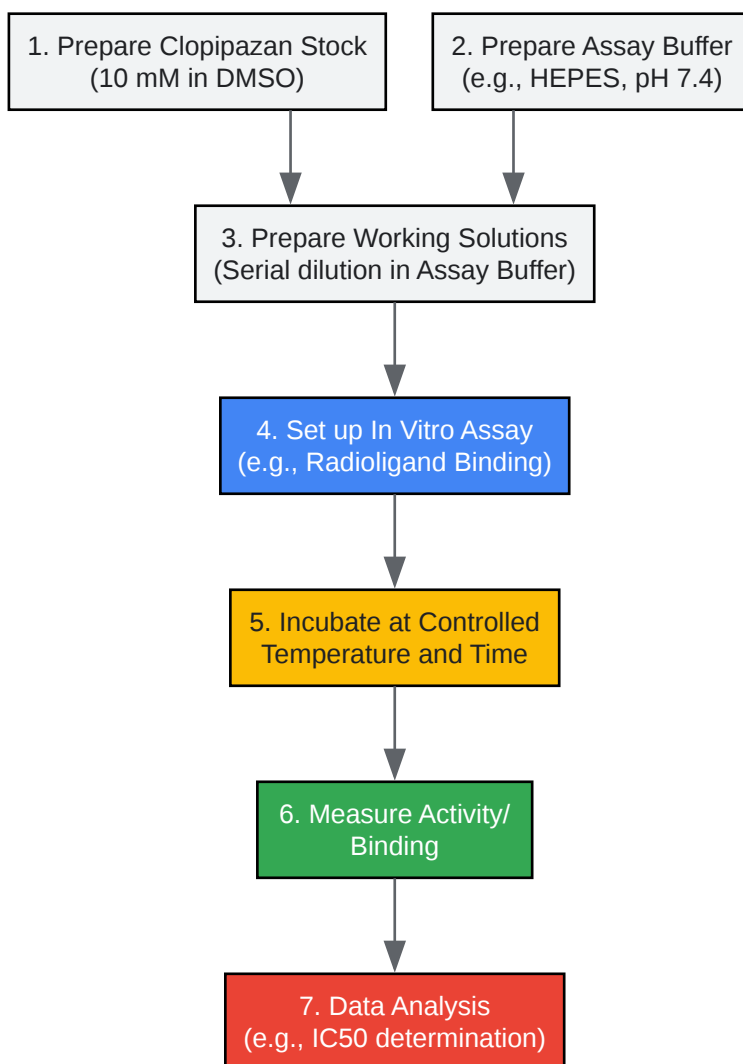 1. Prepare Clopipazan Stock
(10 mM in DMSO)
2. Prepare Assay Buffer
(e.g., HEPES, pH 7.4)
3. Prepare Working Solutions
(Serial dilution in Assay Buffer)
4. Set up In Vitro Assay
(e.g., Radioligand Binding)
5. Incubate at Controlled
Temperature and Time
6. Measure Activity/
Binding
7. Data Analysis
(e.g., IC50 determination)